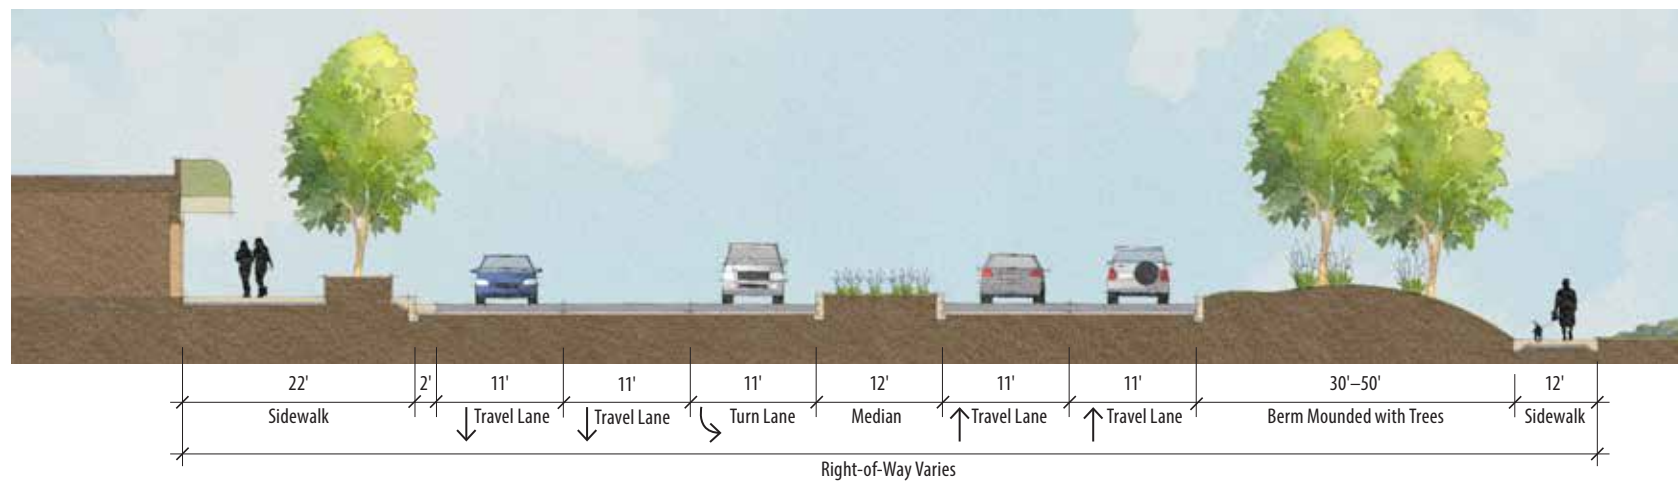 22' 2' 11' 11' 11' 12' 11' 11' 30'–50' 12'
Sidewalk Travel Lane Travel Lane Turn Lane Median Travel Lane Travel Lane Berm Mounded with Trees Sidewalk
Right-of-Way Varies